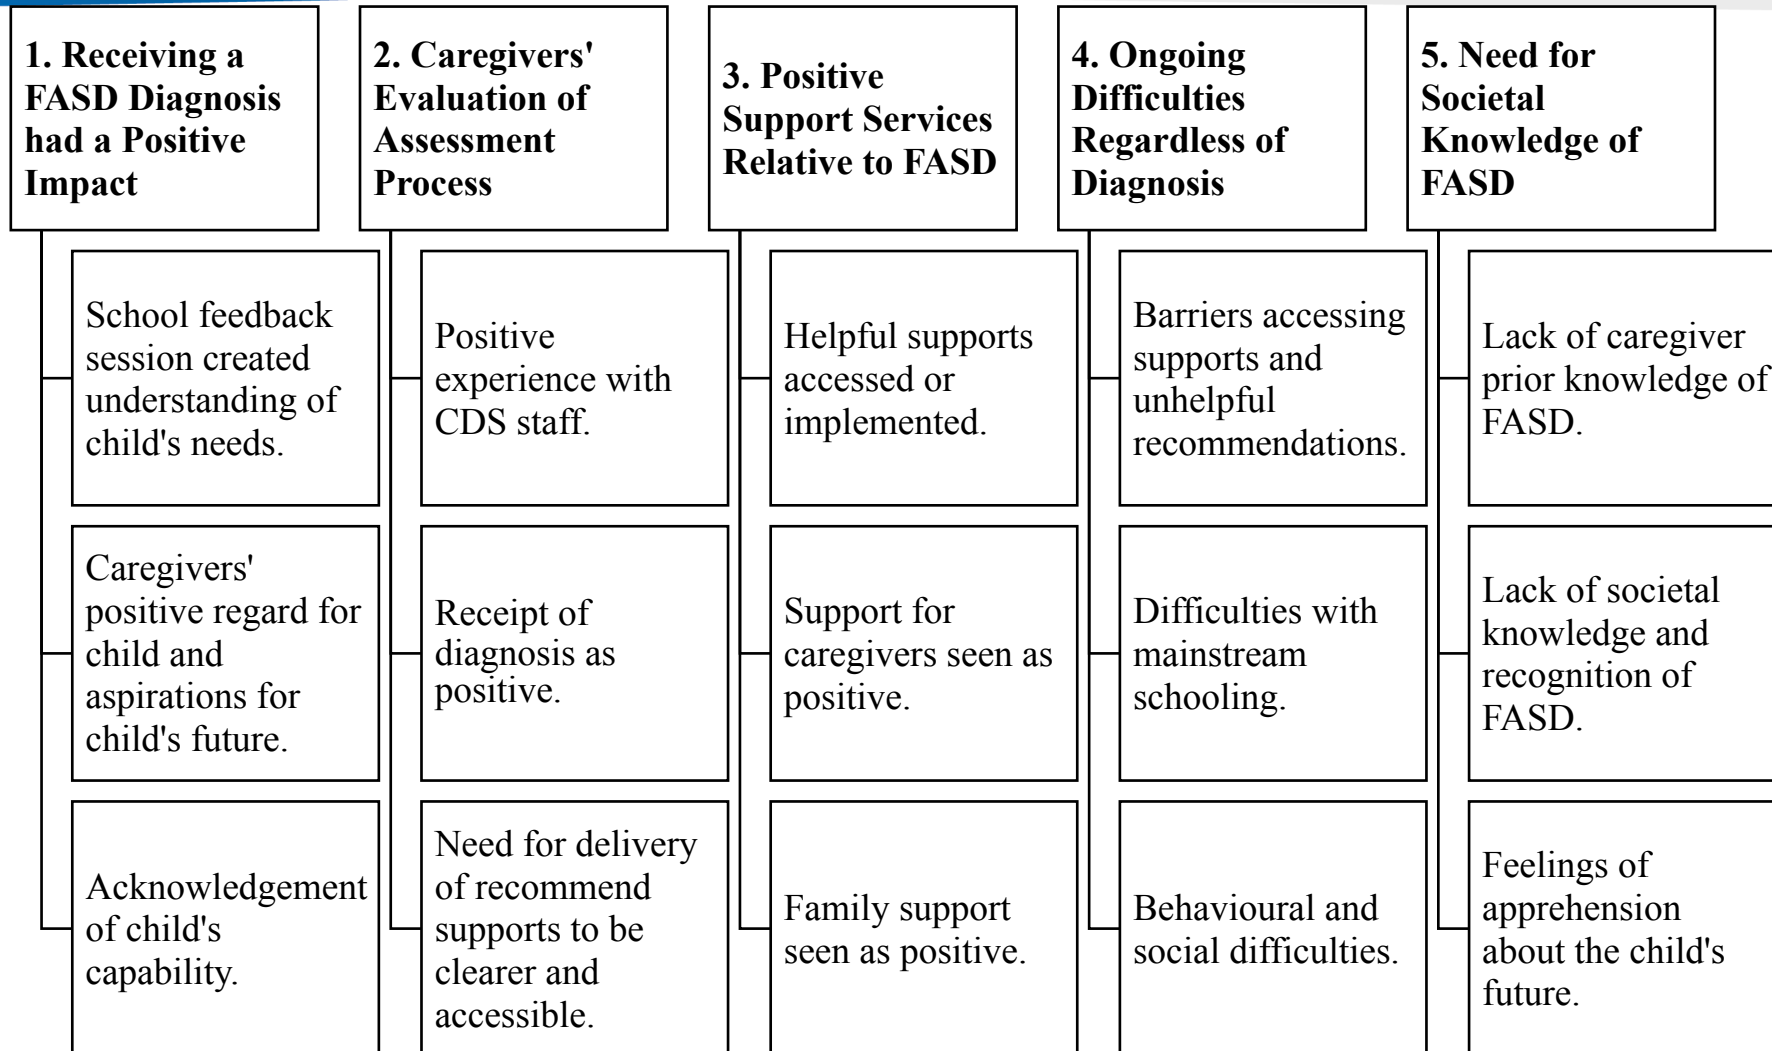 1. Receiving a
FASD Diagnosis
had a Positive
Impact
School feedback
session created
understanding of
child's needs.
Caregivers'
positive regard for
child and
aspirations for
child's future.
Acknowledgement
of child's
capability.
2. Caregivers'
Evaluation of
Assessment
Process
Positive
experience with
CDS staff.
Receipt of
diagnosis as
positive.
Need for delivery
of recommend
supports to be
clearer and
accessible.
3. Positive
Support Services
Relative to FASD
Helpful supports
accessed or
implemented.
Support for
caregivers seen as
positive.
Family support
seen as positive.
4. Ongoing
Difficulties
Regardless of
Diagnosis
Barriers accessing
supports and
unhelpful
recommendations.
Difficulties with
mainstream
schooling.
Behavioural and
social difficulties.
5. Need for
Societal
Knowledge of
FASD
Lack of caregiver
prior knowledge of
FASD.
Lack of societal
knowledge and
recognition of
FASD.
Feelings of
apprehension
about the child's
future.